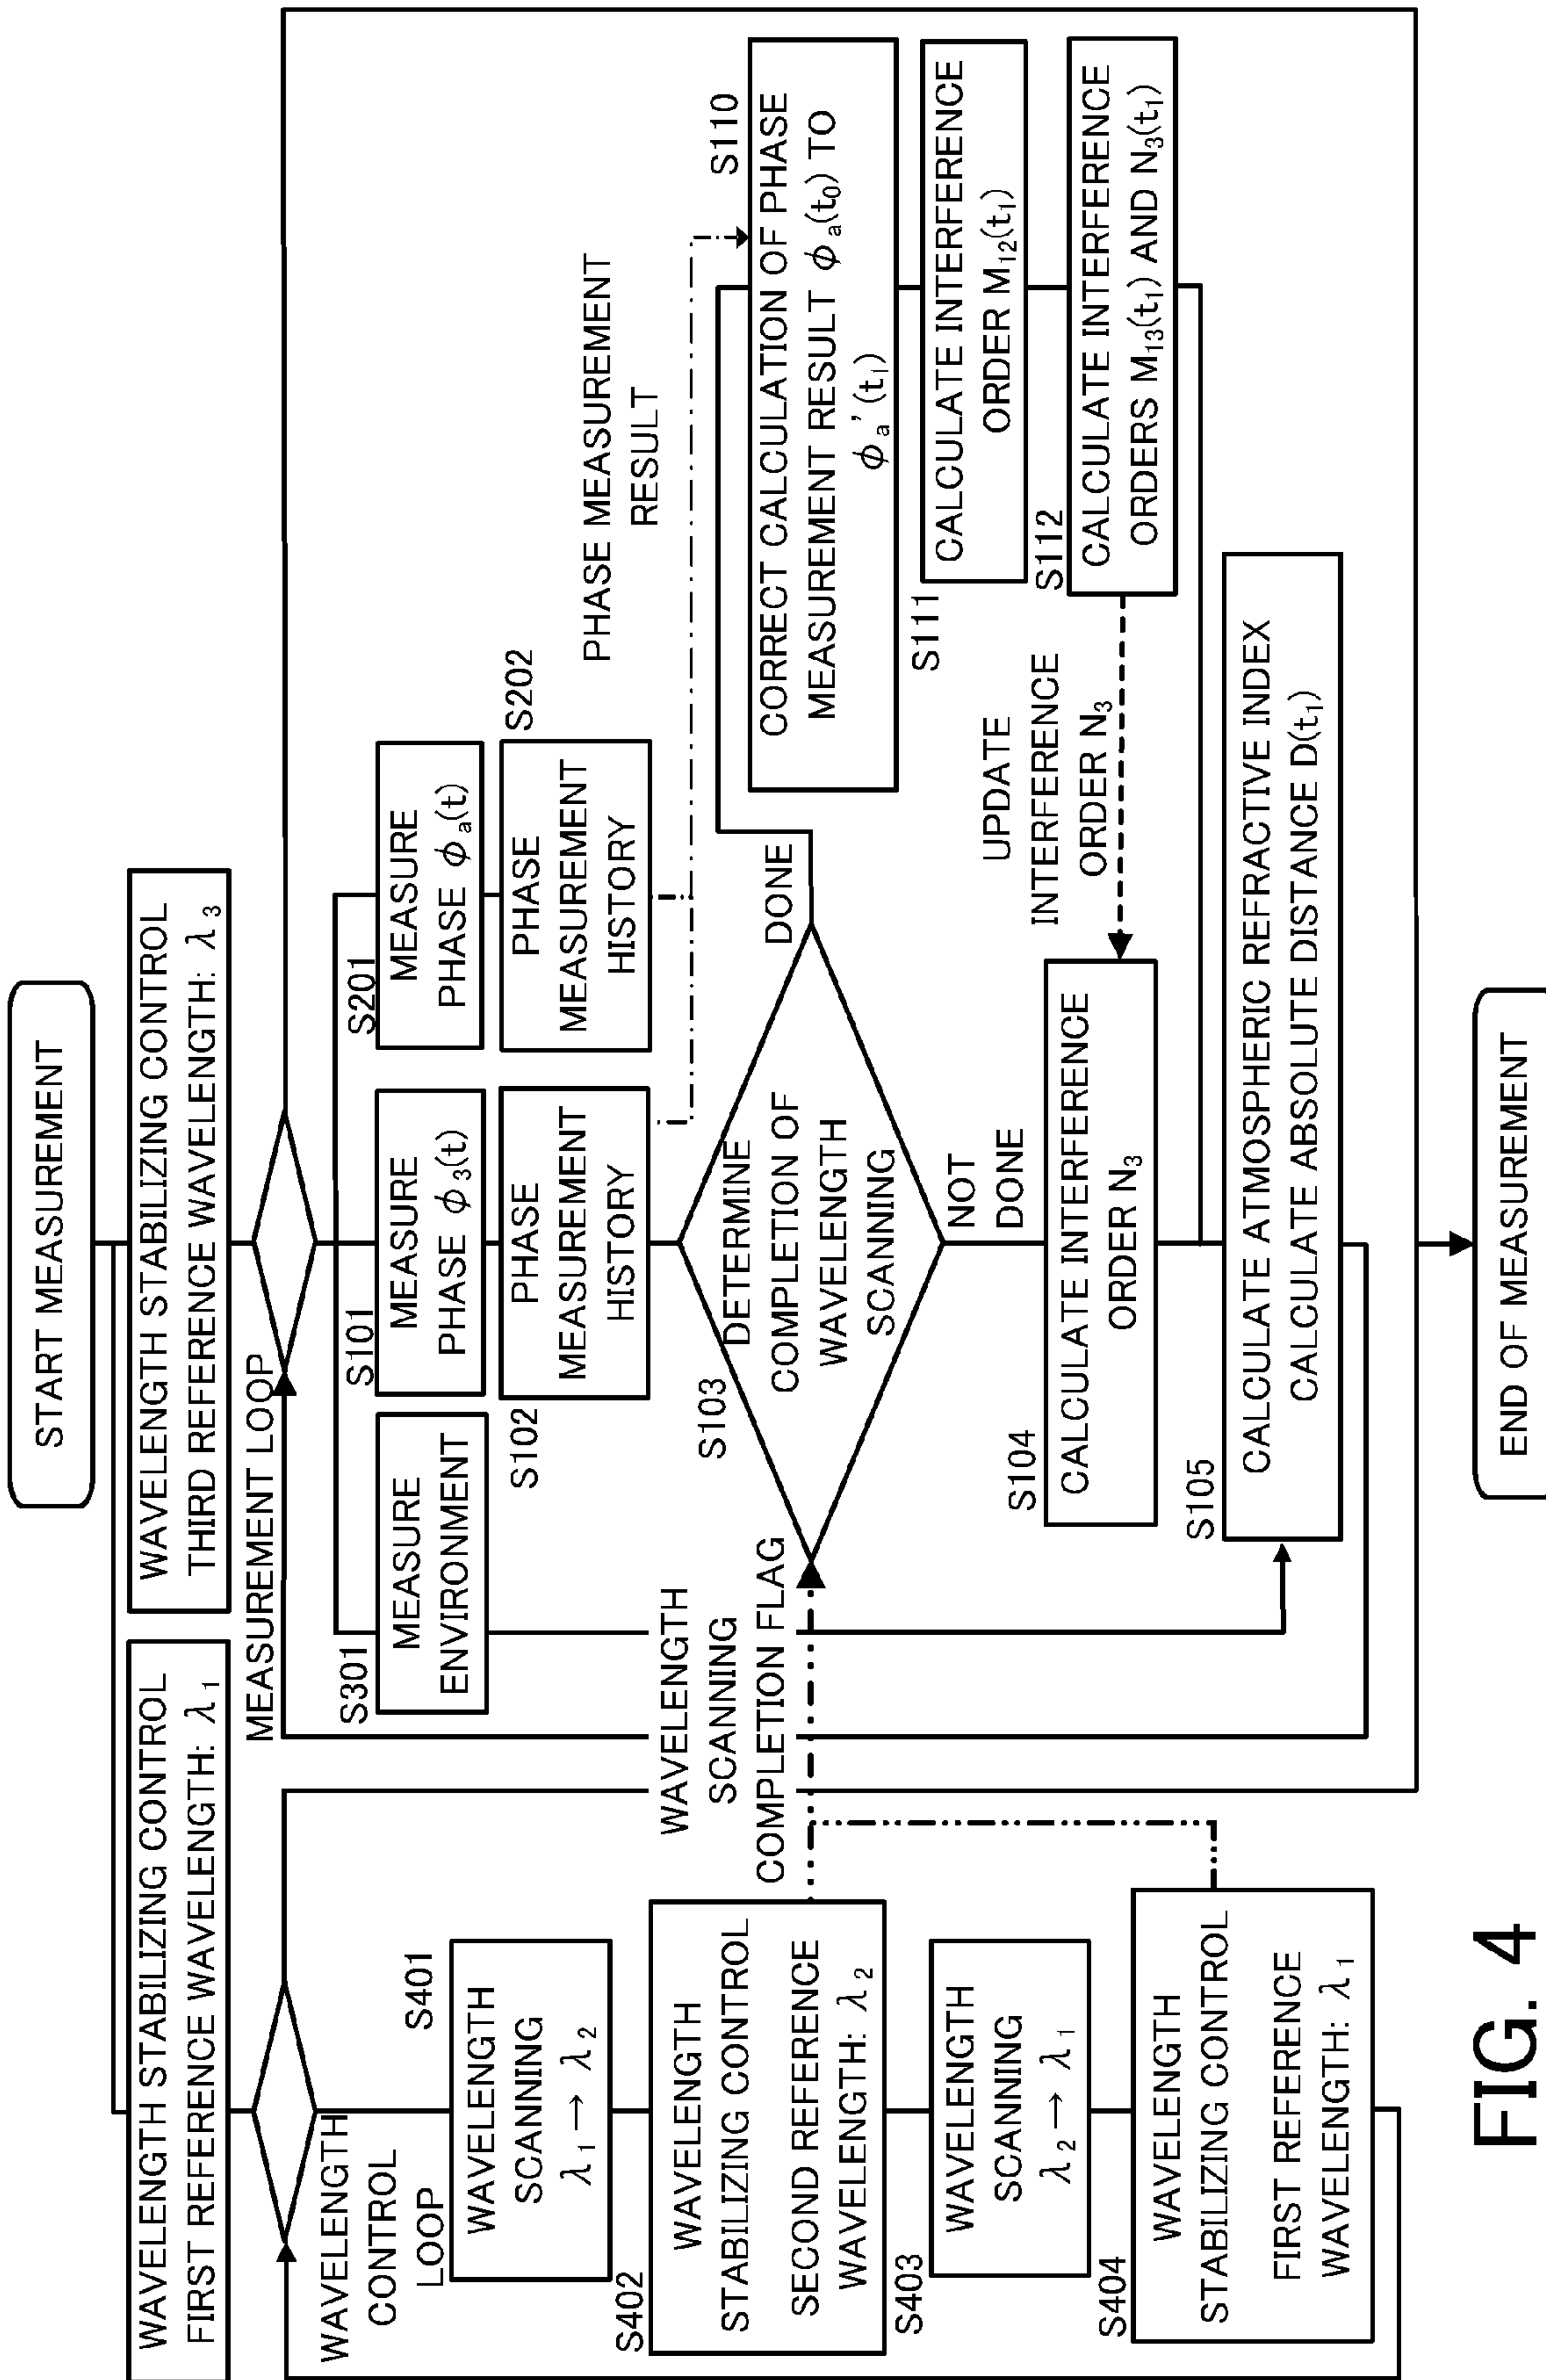 START MEASUREMENT
WAVELENGTH STABILIZING CONTROL
FIRST REFERENCE WAVELENGTH: λ1
WAVELENGTH STABILIZING CONTROL
THIRD REFERENCE WAVELENGTH: λ3
WAVELENGTH
CONTROL
LOOP
S401
WAVELENGTH
SCANNING
λ1→λ2
S402
WAVELENGTH
STABILIZING CONTROL
SECOND REFERENCE
WAVELENGTH: λ2
S403
WAVELENGTH
SCANNING
λ2→λ1
S404
WAVELENGTH
STABILIZING CONTROL
FIRST REFERENCE
WAVELENGTH: λ1
MEASUREMENT LOOP
S301
MEASURE
ENVIRONMENT
S101
MEASURE
PHASE ϕ3(t)
S201
MEASURE
PHASE ϕa(t)
S102
PHASE
MEASUREMENT
HISTORY
S202
PHASE
MEASUREMENT
HISTORY
PHASE MEASUREMENT
RESULT
WAVELENGTH
SCANNING
COMPLETION FLAG
S103
DETERMINE
COMPLETION OF
WAVELENGTH
SCANNING
DONE
NOT
DONE
S110
CORRECT CALCULATION OF PHASE
MEASUREMENT RESULT ϕa(t0) TO
ϕa'(t1)
S111
CALCULATE INTERFERENCE
ORDER M12(t1)
S112
CALCULATE INTERFERENCE
ORDERS M13(t1) AND N3(t1)
UPDATE
INTERFERENCE
ORDER N3
S104
CALCULATE INTERFERENCE
ORDER N3
S105
CALCULATE ATMOSPHERIC REFRACTIVE INDEX
CALCULATE ABSOLUTE DISTANCE D(t1)
END OF MEASUREMENT
FIG. 4